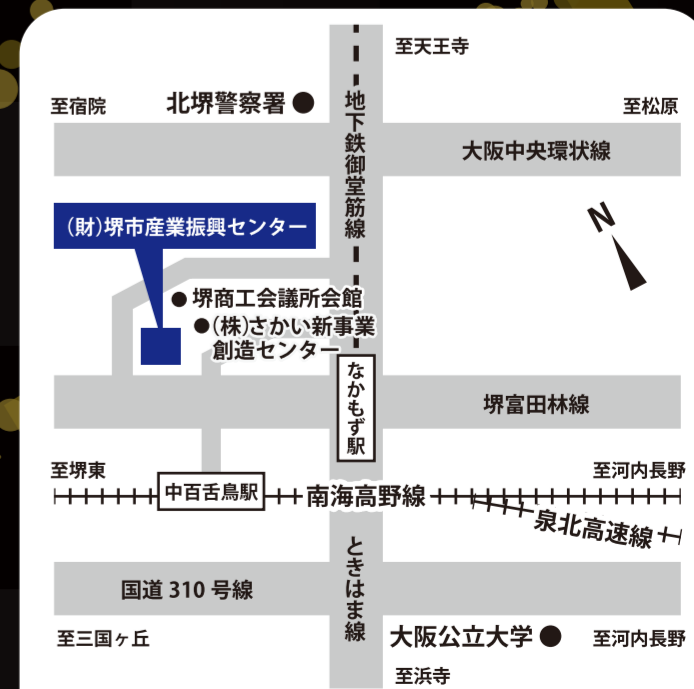 至天王寺
至宿院
北堺警察署
至松原
地下鉄御堂筋線
大阪中央環状線
(財)堺市産業振興センター
N
堺商工会議所会館
(株)さかい新事業
創造センター
なかもず駅
堺富田林線
至堺東
至河内長野
中百舌鳥駅
南海高野線
泉北高速線
ときはま線
国道 310 号線
至三国ヶ丘
大阪公立大学
至河内長野
至浜寺